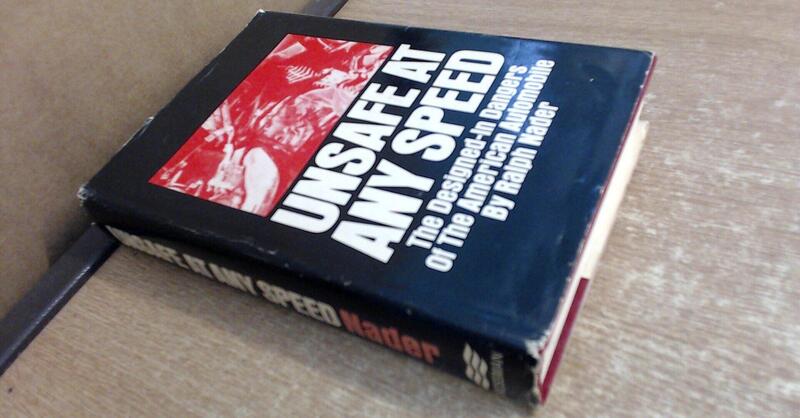 UNSAFE AT
ANY SPEED
The Designed-In Dangers
Of The American Automobile
By Ralph Nader
UNSAFE AT ANY SPEED Nader